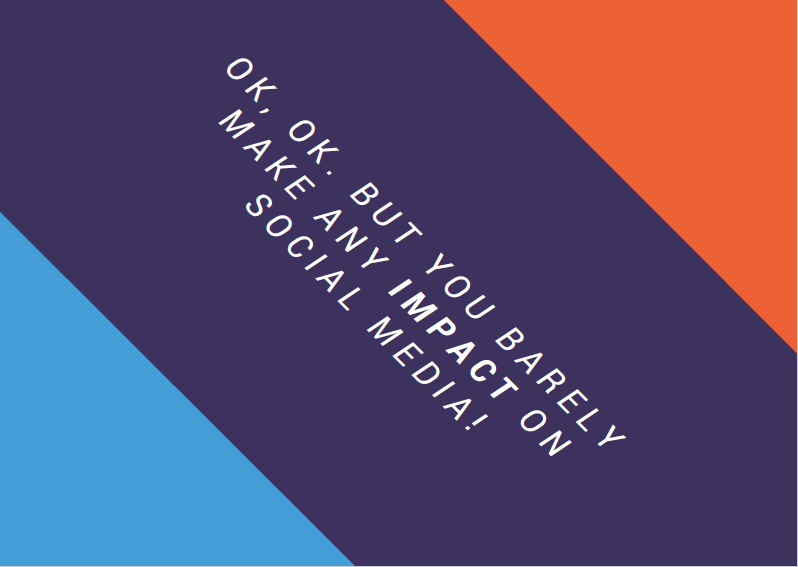 OK, OK. BUT YOU BARELY
MAKE ANY IMPACT ON
SOCIAL MEDIA!